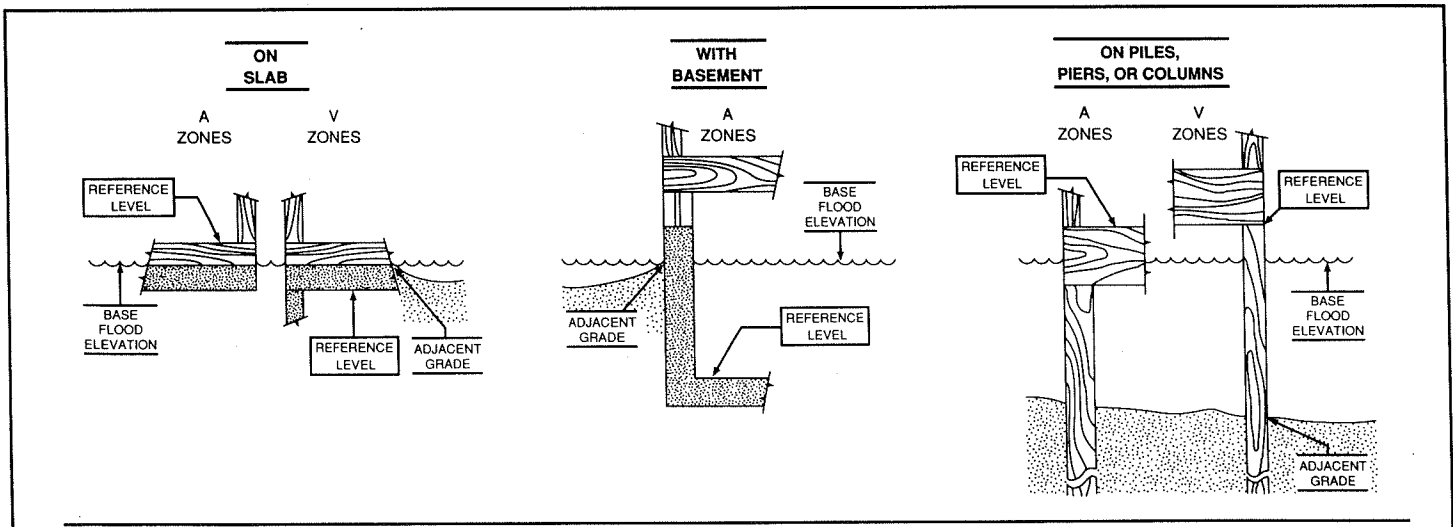 ON
SLAB
A
ZONES
V
ZONES
REFERENCE
LEVEL
BASE
FLOOD
ELEVATION
REFERENCE
LEVEL
ADJACENT
GRADE
WITH
BASEMENT
A
ZONES
BASE
FLOOD
ELEVATION
ADJACENT
GRADE
REFERENCE
LEVEL
ON PILES,
PIERS, OR COLUMNS
A
ZONES
V
ZONES
REFERENCE
LEVEL
REFERENCE
LEVEL
BASE
FLOOD
ELEVATION
ADJACENT
GRADE